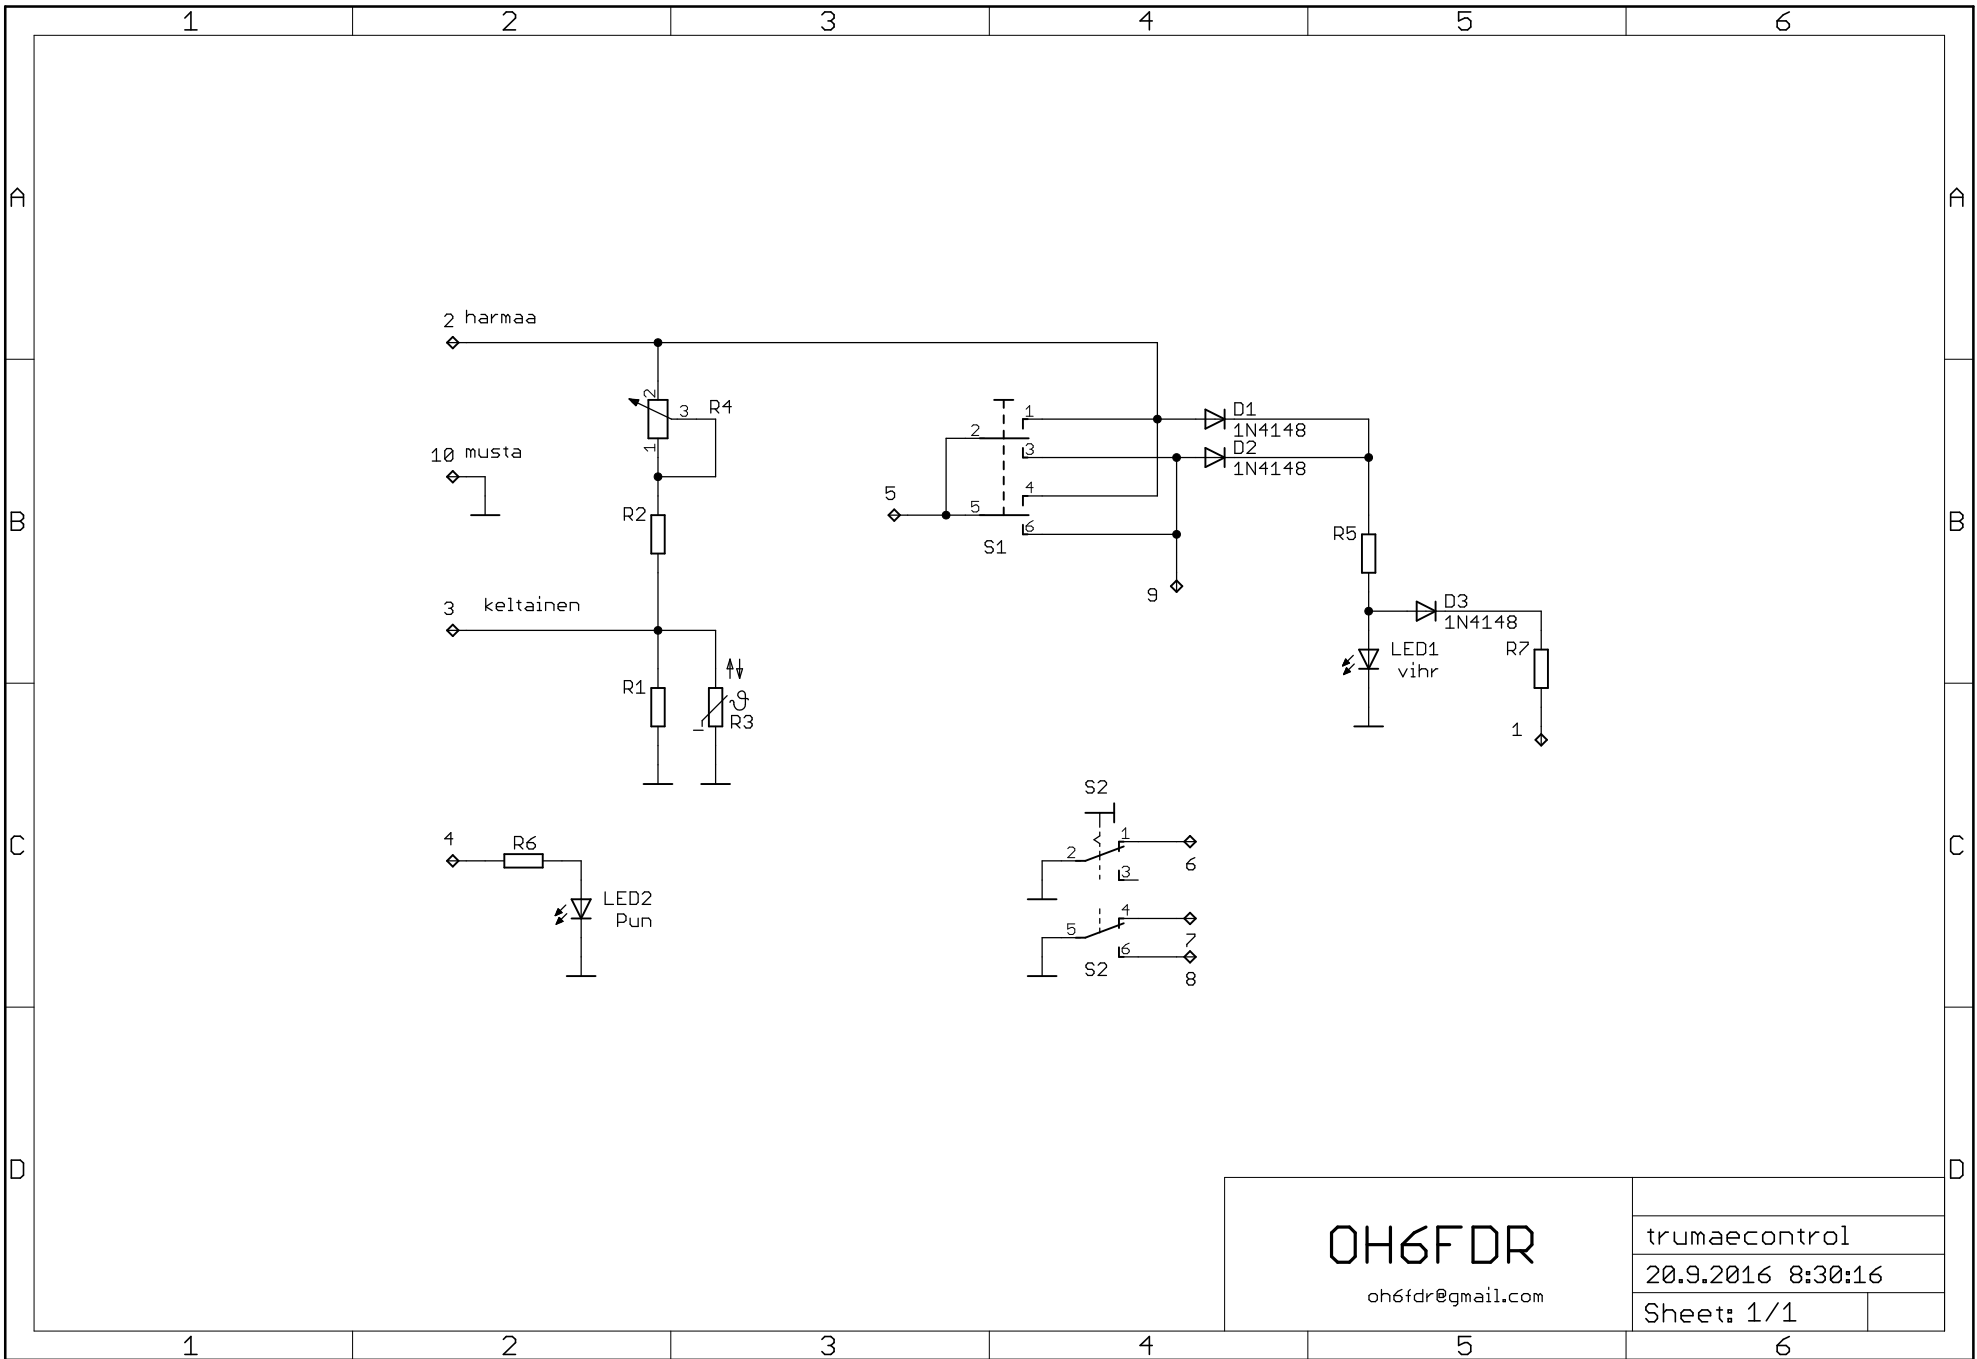 1 2 3 4 5 6
A A
2 harmaa
2
3 R4
1
10 musta
1 D1
1N4148
2
3 D2
1N4148
4
5
5
6
S1
9
B B
R2
R5
3 keltainen
D3
1N4148
LED1
vihr
R7
1
R1
ϑ
R3
S2
C C
4 R6
2 1
6
3
LED2
Pun
4
5
7
6
S2
8
D D
OH6FDR
oh6fdr@gmail.com
trumaecontrol
20.9.2016 8:30:16
Sheet: 1/1
1 2 3 4 5 6